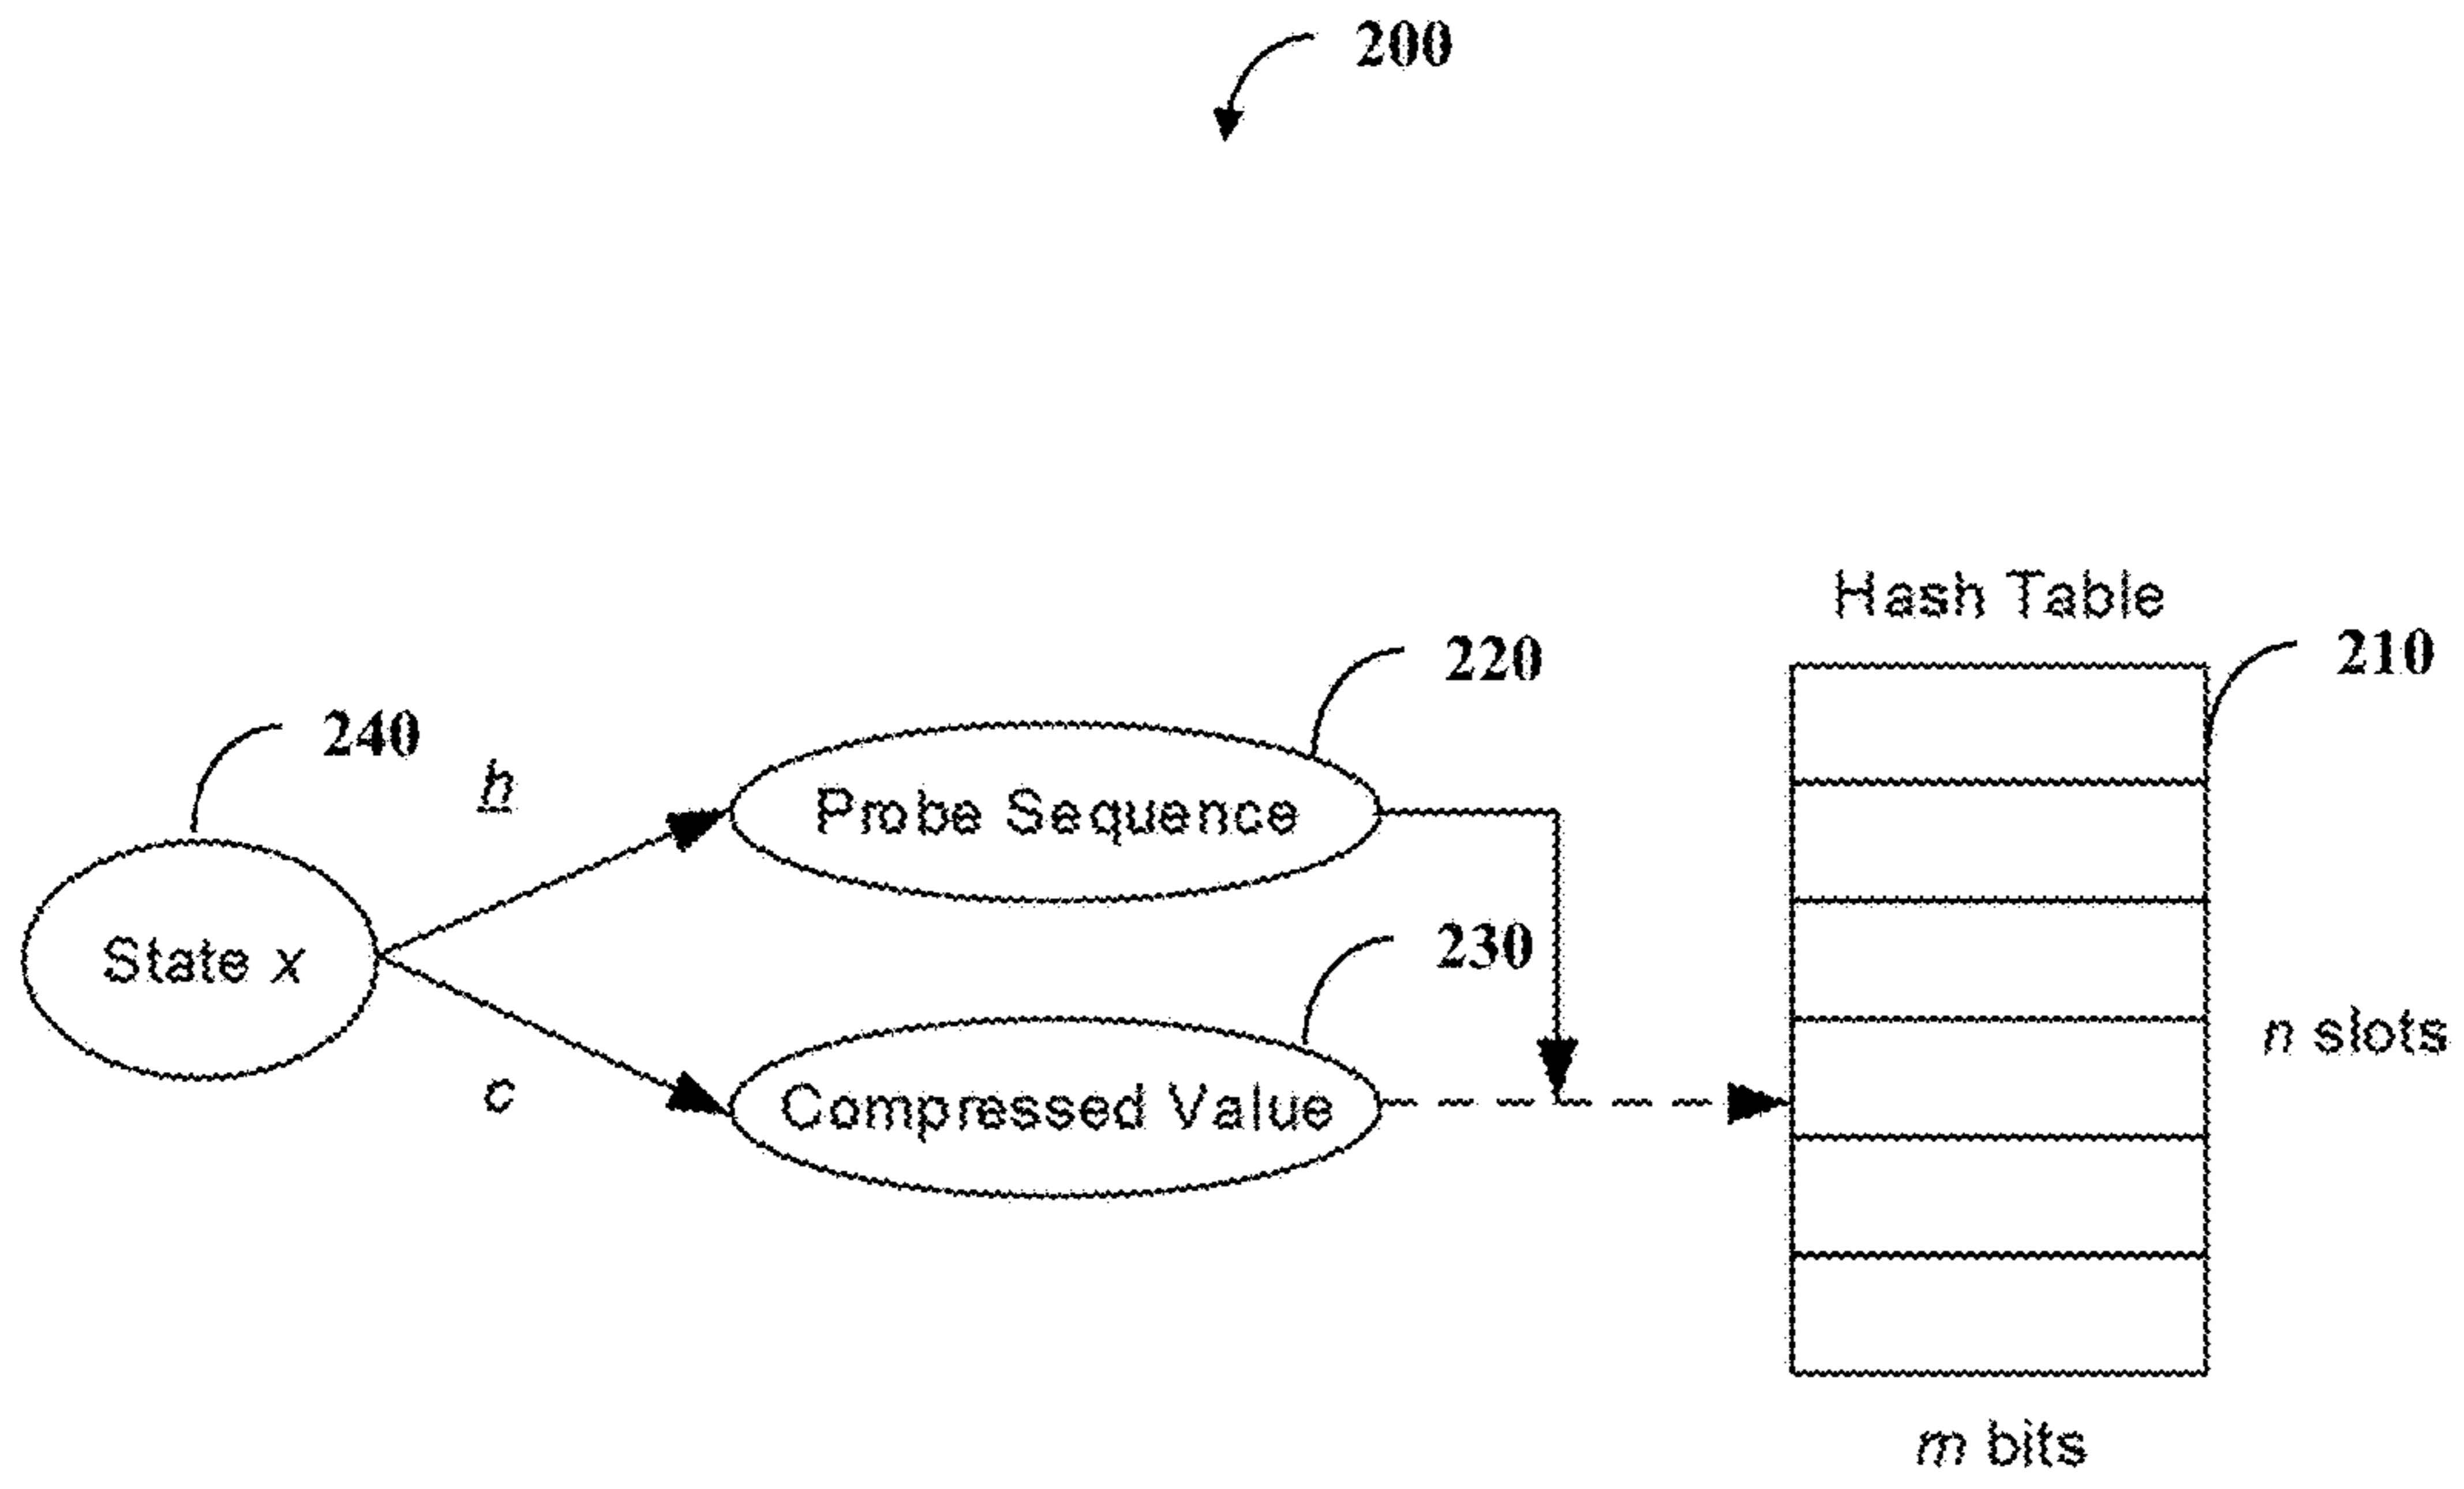 200
Hash Table
210
220
240
h
Probe Sequence
230
State x
n slots
c
Compressed Value
m bits